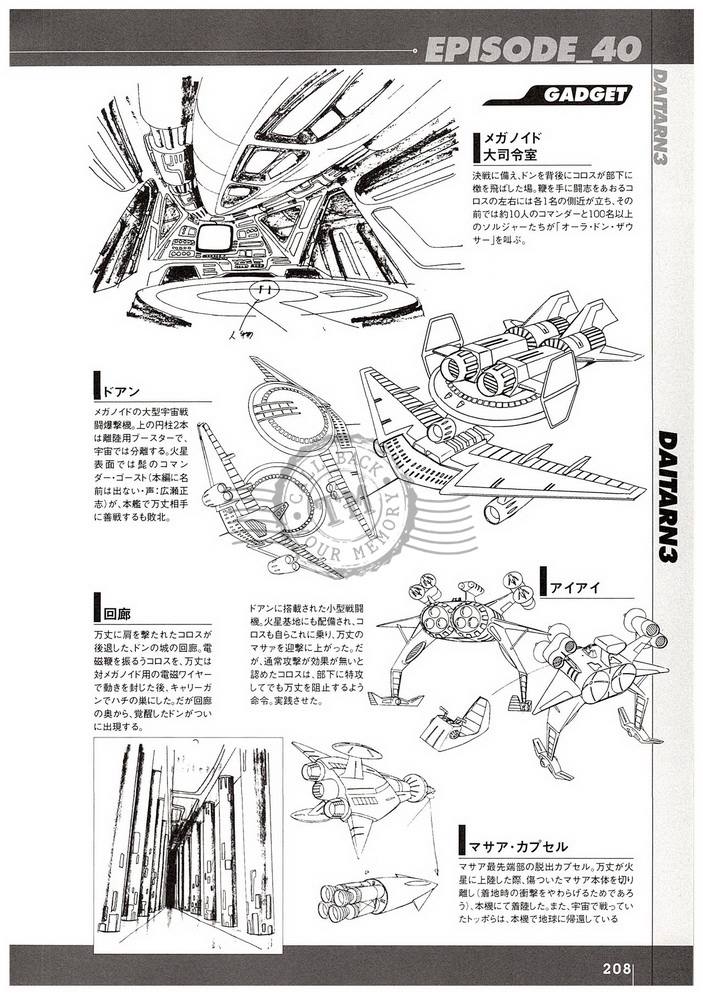 EPISODE_40
DAITARN3
GADGET
メガノイド
大司令室
決戦に備え、ドンを背後にコロスが部下に
檄を飛ばした場。鞭を手に闘志をあおるコ
ロスの左右には各1名の側近が立ち、その
前では約10人のコマンダーと100名以上
のソルジャーたちが「オーラ・ドン・ザウ
サー」を叫ぶ。
ドアン
メガノイドの大型宇宙戦
闘爆撃機。上の円柱2本
は離陸用ブースターで、
宇宙では分離する。火星
表面では髭のコマン
ダー・ゴースト(本編に名
前は出ない・声:広瀬正
志)が、本艦で万丈相手
に善戦するも敗北。
CALL BACK
TM
YOUR MEMORY
DAITARN3
アイアイ
ドアンに搭載された小型戦闘
機。火星基地にも配備され、コ
ロスも自らこれに乗り、万丈の
マサァを迎撃に上がった。だ
が、通常攻撃が効果が無いと
認めたコロスは、部下に特攻
してでも万丈を阻止するよう
命令。実践させた。
回廊
万丈に肩を撃たれたコロスが
後退した、ドンの城の回廊。電
磁鞭を振るうコロスを、万丈は
対メガノイド用の電磁ワイヤー
で動きを封じた後、キャリーガン
でハチの巣にした。だが回廊
の奥から、覚醒したドンがつい
に出現する。
マサア・カプセル
マサア最先端部の脱出カプセル。万丈が火
星に上陸した際、傷ついたマサア本体を切り
離し(着地時の衝撃をやわらげるためであろ
う)、本機にて着陸した。また、宇宙で戦ってい
たトッポらは、本機で地球に帰還している
208